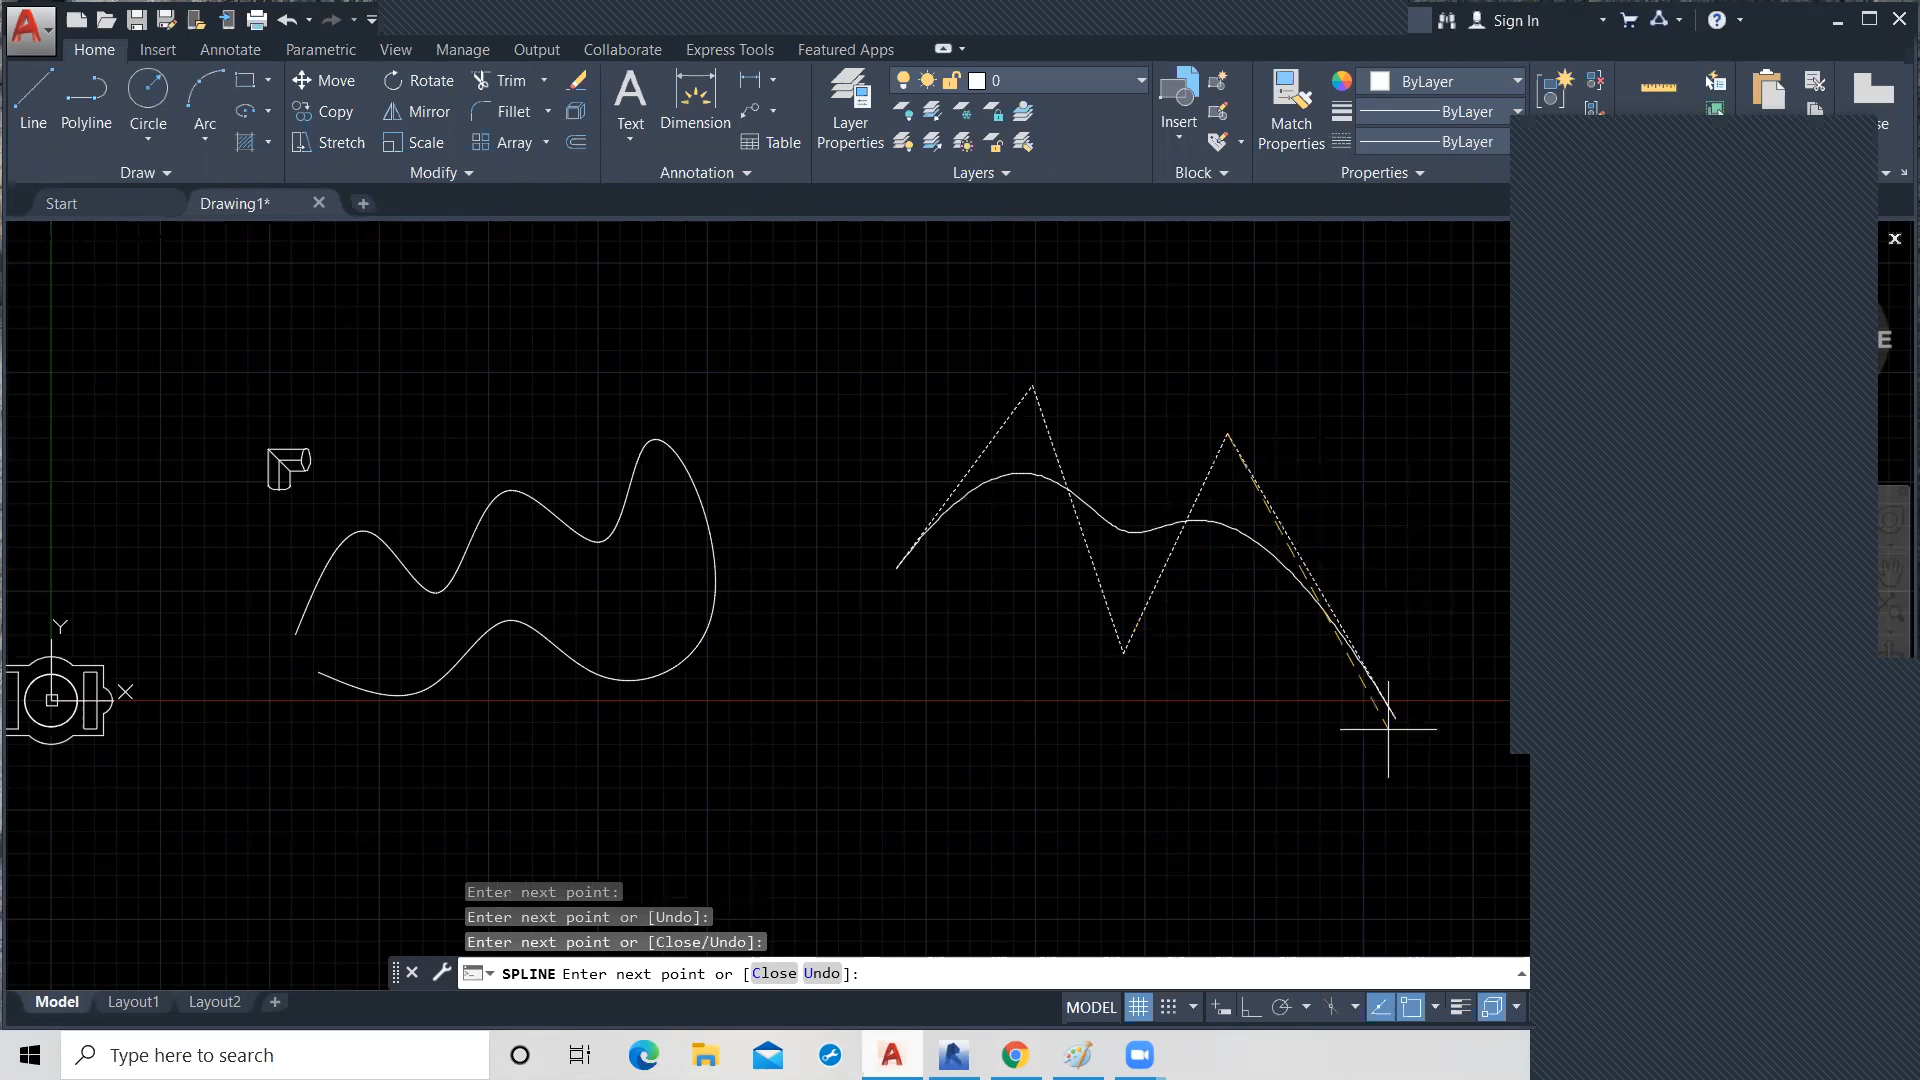 Sign In
Home Insert Annotate Parametric View Manage Output Collaborate Express Tools Featured Apps
Line Polyline Circle Arc
Move Rotate Trim
Copy Mirror Fillet
Stretch Scale Array
Text Dimension Table
Layer Properties
0
Insert
Match Properties
ByLayer
ByLayer
ByLayer
Draw Modify Annotation Layers Block Properties
Start Drawing1*
E
Y
X
Enter next point:
Enter next point or [Undo]:
Enter next point or [Close/Undo]:
SPLINE Enter next point or [Close Undo]:
Model Layout1 Layout2
MODEL
Type here to search